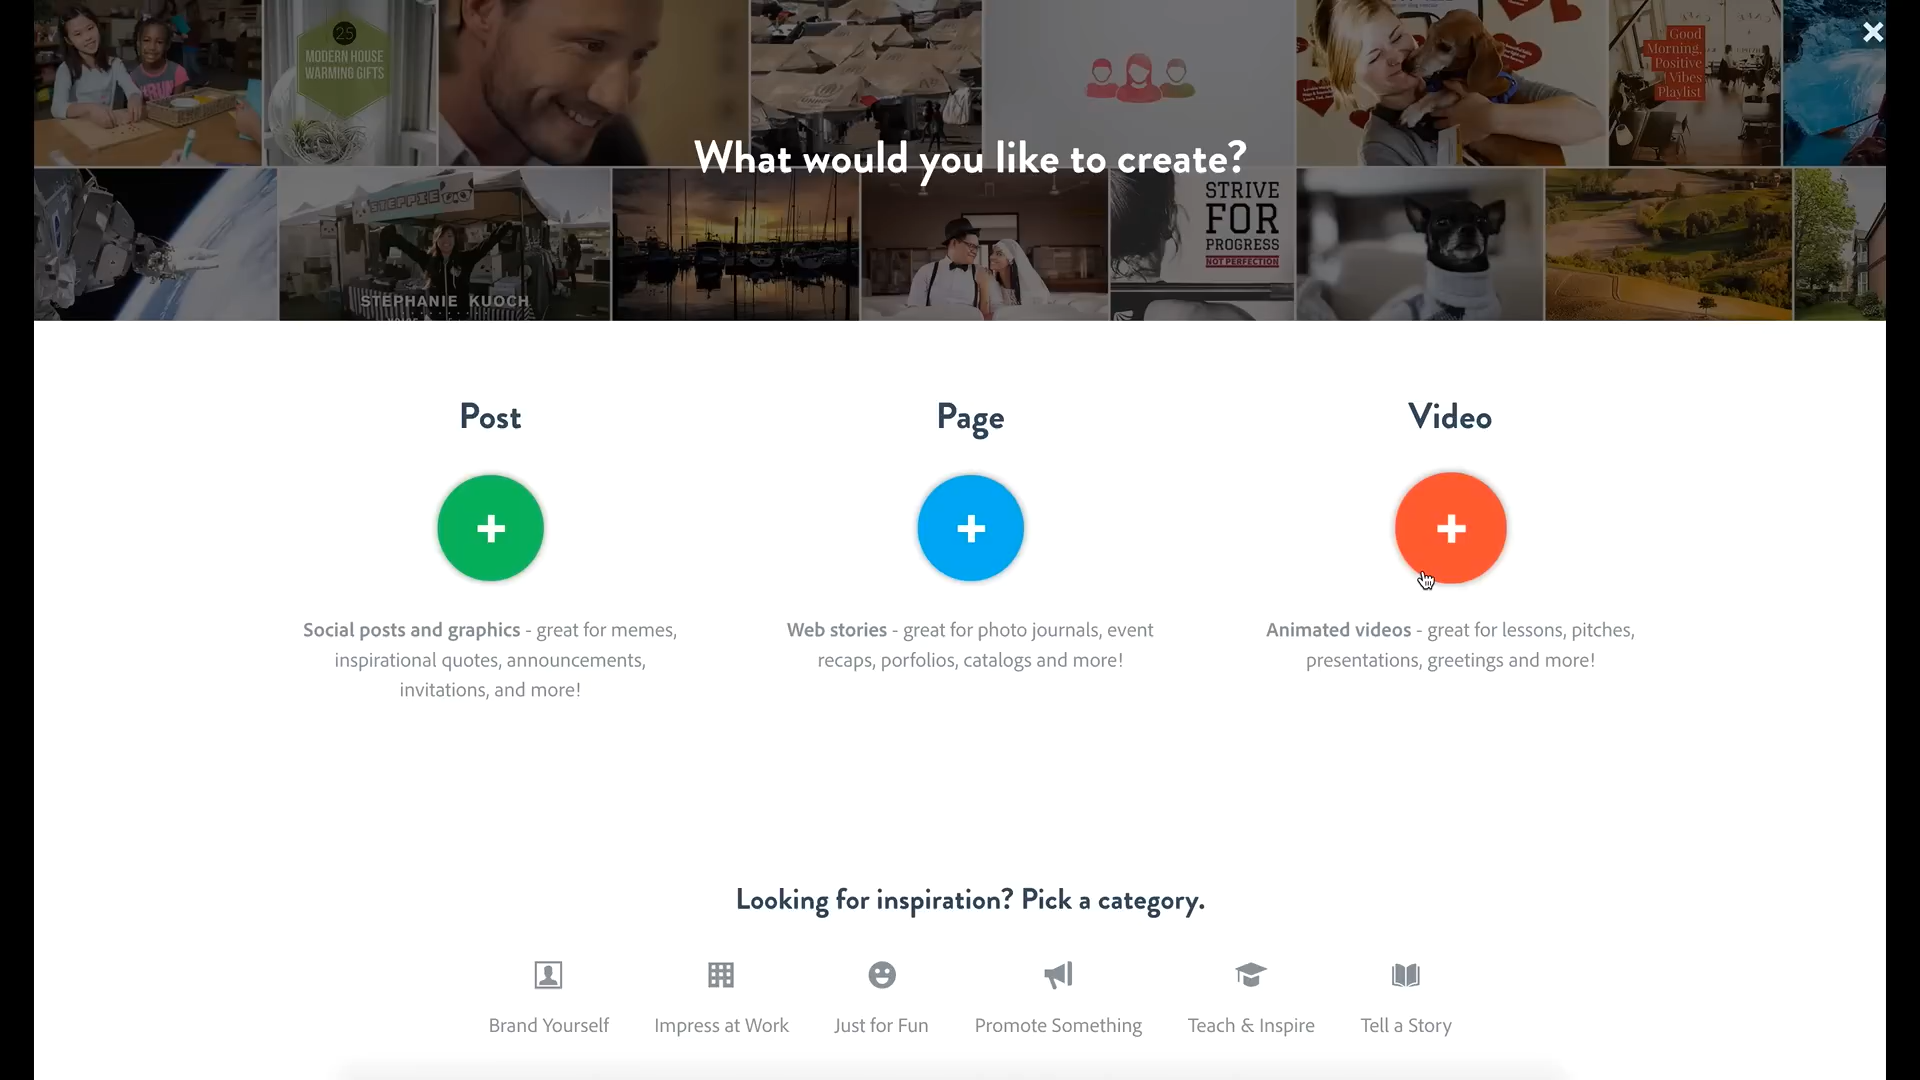 25
MODERN HOUSE
WARMING GIFTS
Good
Morning,
Positive
Vibes
Playlist
What would you like to create?
STEPHANIE KUOCH
STRIVE
FOR
PROGRESS
NOT PERFECTION
Post
Page
Video
Social posts and graphics - great for memes,
inspirational quotes, announcements,
invitations, and more!
Web stories - great for photo journals, event
recaps, porfolios, catalogs and more!
Animated videos - great for lessons, pitches,
presentations, greetings and more!
Looking for inspiration? Pick a category.
Brand Yourself
Impress at Work
Just for Fun
Promote Something
Teach & Inspire
Tell a Story